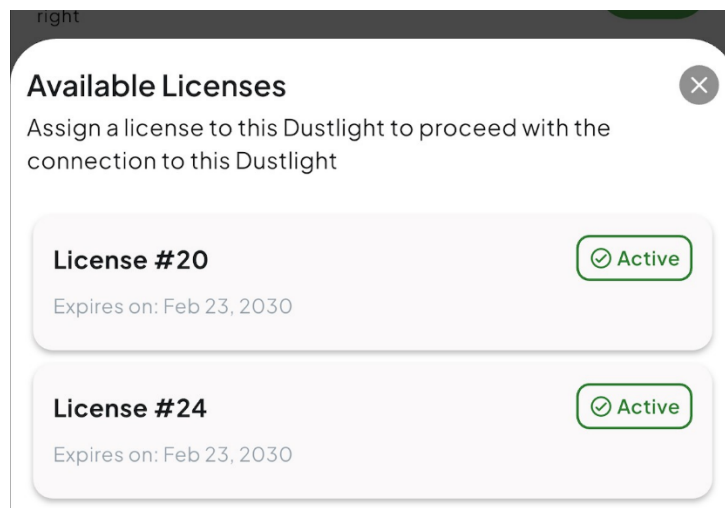 right
Available Licenses
Assign a license to this Dustlight to proceed with the
connection to this Dustlight
License #20
Active
Expires on: Feb 23, 2030
License #24
Active
Expires on: Feb 23, 2030